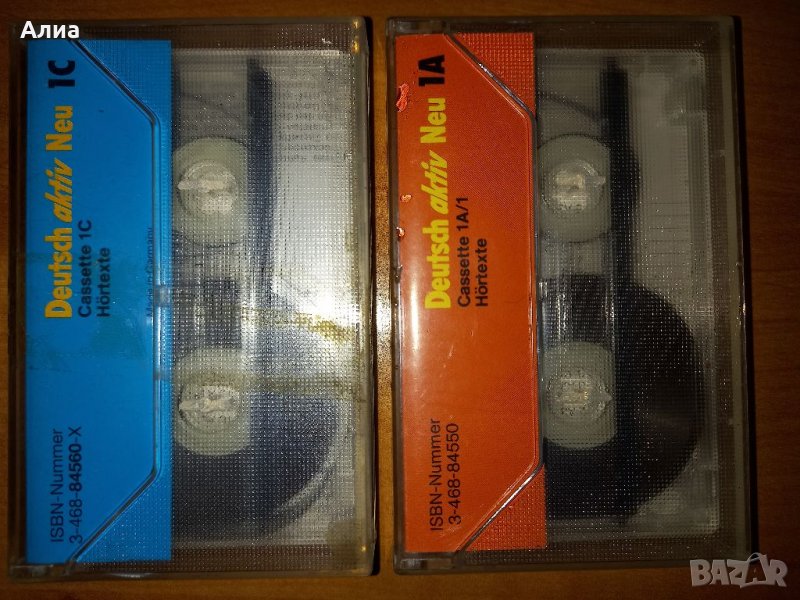 Алиа
Deutsch aktiv Neu 1C
Cassette 1C
Hörtexte
Made in Germany
ISBN-Nummer
3-468-84560-X
Deutsch aktiv Neu 1A
Cassette 1A/1
Hörtexte
ISBN-Nummer
3-468-84550
BAZAR